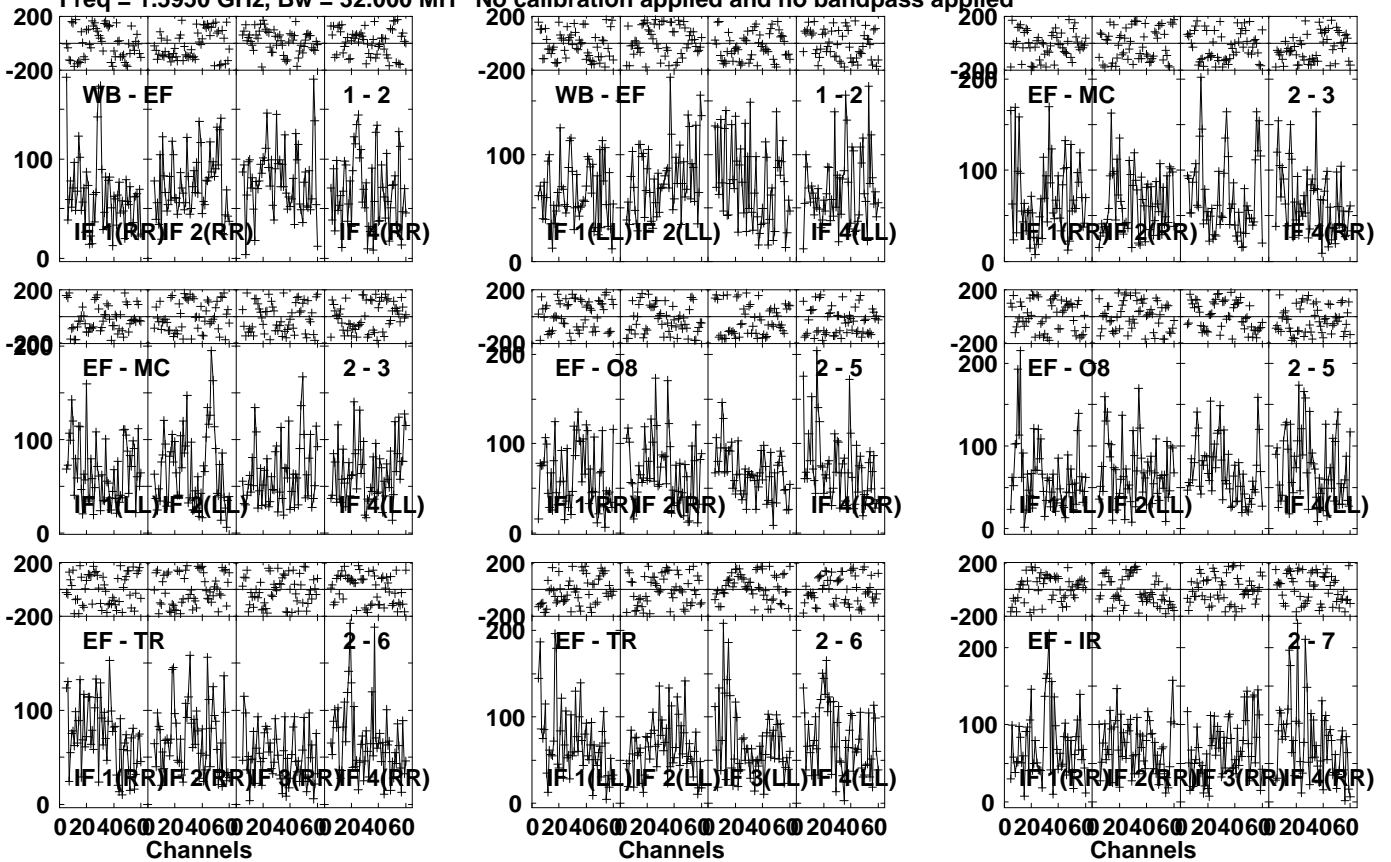 Freq = 1.5950 GHz, Bw = 32.000 MH No calibration applied and no bandpass applied
200 200 200
-200 -200
WB - EF 1 - 2 WB - EF 1 - 2 EF - MC 2 - 3
200
100 100 100
IF 1(RR) IF 2(RR) IF 4(RR) IF 1(LL) IF 2(LL) IF 4(LL) IF 1(RR) IF 2(RR) IF 4(RR)
0 0 0
200 200 200
-200 -200 -200
200 200 200
EF - MC 2 - 3 EF - O8 2 - 5 EF - O8 2 - 5
100 100 100
IF 1(LL) IF 2(LL) IF 4(LL) IF 1(RR) IF 2(RR) IF 4(RR) IF 1(LL) IF 2(LL) IF 4(LL)
0 0 0
200 200 200
-200 -200 -200
200 200
EF - TR 2 - 6 EF - TR 2 - 6 EF - IR 2 - 7
100 100 100
IF 1(RR) IF 2(RR) IF 3(RR) IF 4(RR) IF 1(LL) IF 2(LL) IF 3(LL) IF 4(LL) IF 1(RR) IF 2(RR) IF 3(RR) IF 4(RR)
0 0 0
0 20 40 60 0 20 40 60 0 20 40 60 0 20 40 60 0 20 40 60 0 20 40 60 0 20 40 60 0 20 40 60 0 20 40 60 0 20 40 60 0 20 40 60 0 20 40 60
Channels Channels Channels